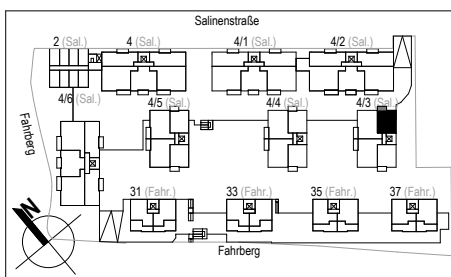 Salinenstraße
2 (Sal.) 4 (Sal.) 4/1 (Sal.) 4/2 (Sal.)
4/6 (Sal.) 4/5 (Sal.) 4/4 (Sal.) 4/3 (Sal.)
Fahrberg
31 (Fahr.) 33 (Fahr.) 35 (Fahr.) 37 (Fahr.)
N
Fahrberg